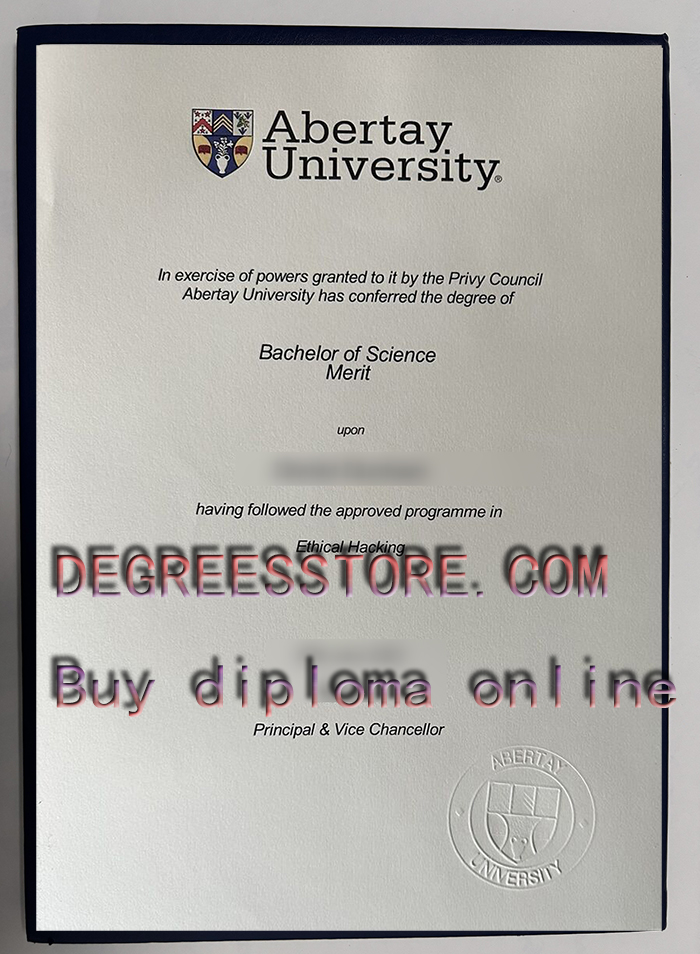 Abertay
University®
In exercise of powers granted to it by the Privy Council
Abertay University has conferred the degree of
Bachelor of Science
Merit
upon
having followed the approved programme in
Ethical Hacking
DEGREESSTORE. COM
Buy diploma online
Principal & Vice Chancellor
ABERTAY
UNIVERSITY